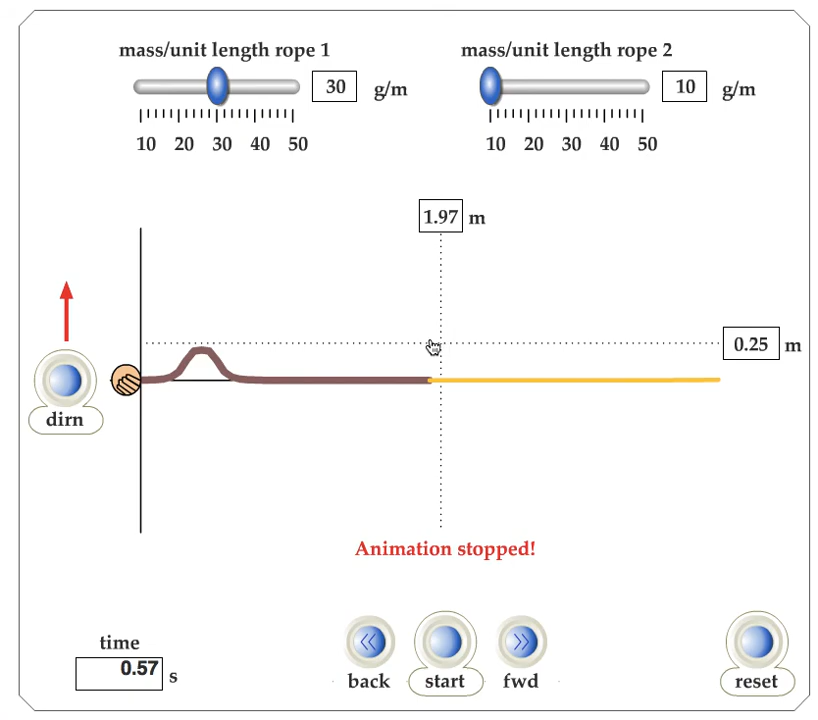 mass/unit length rope 1
mass/unit length rope 2
30 g/m
10 g/m
10 20 30 40 50
10 20 30 40 50
1.97 m
0.25 m
dirn
Animation stopped!
time
0.57 s
back
start
fwd
reset